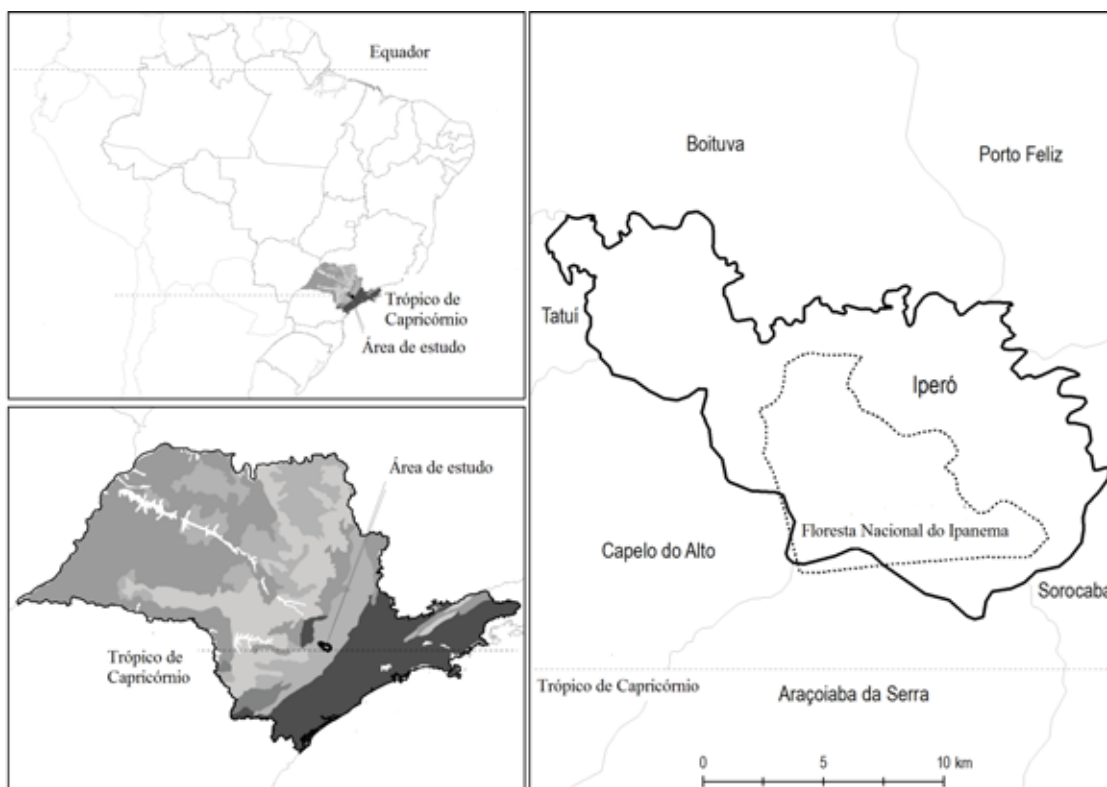 Equador
Trópico de
Capricórnio
Área de estudo
Área de estudo
Trópico de
Capricórnio
Boituva
Porto Feliz
Tatuí
Iperó
Floresta Nacional do Ipanema
Capelo do Alto
Sorocaba
Trópico de Capricórnio
Araçoiaba da Serra
0 5 10 km